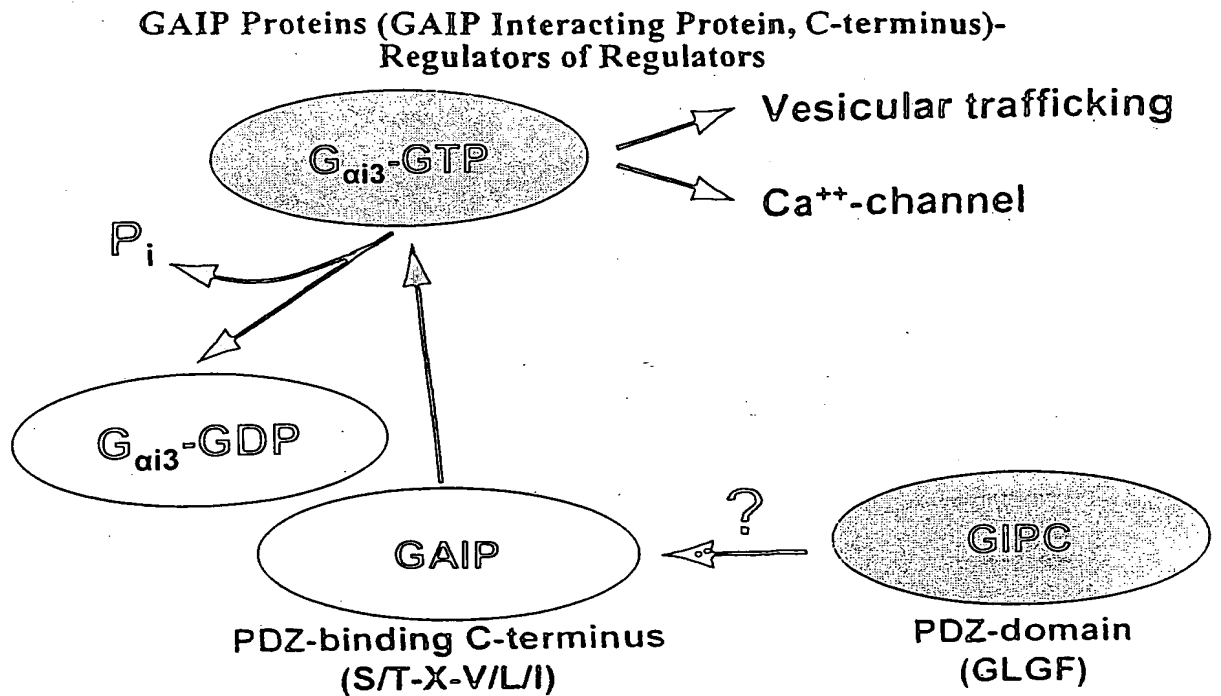 GAIP Proteins (GAIP Interacting Protein, C-terminus)-
Regulators of Regulators
Gαi3-GTP
Vesicular trafficking
Ca++-channel
Pi
Gαi3-GDP
?
GAIP
GIPC
PDZ-binding C-terminus
(S/T-X-V/L/I)
PDZ-domain
(GLGF)